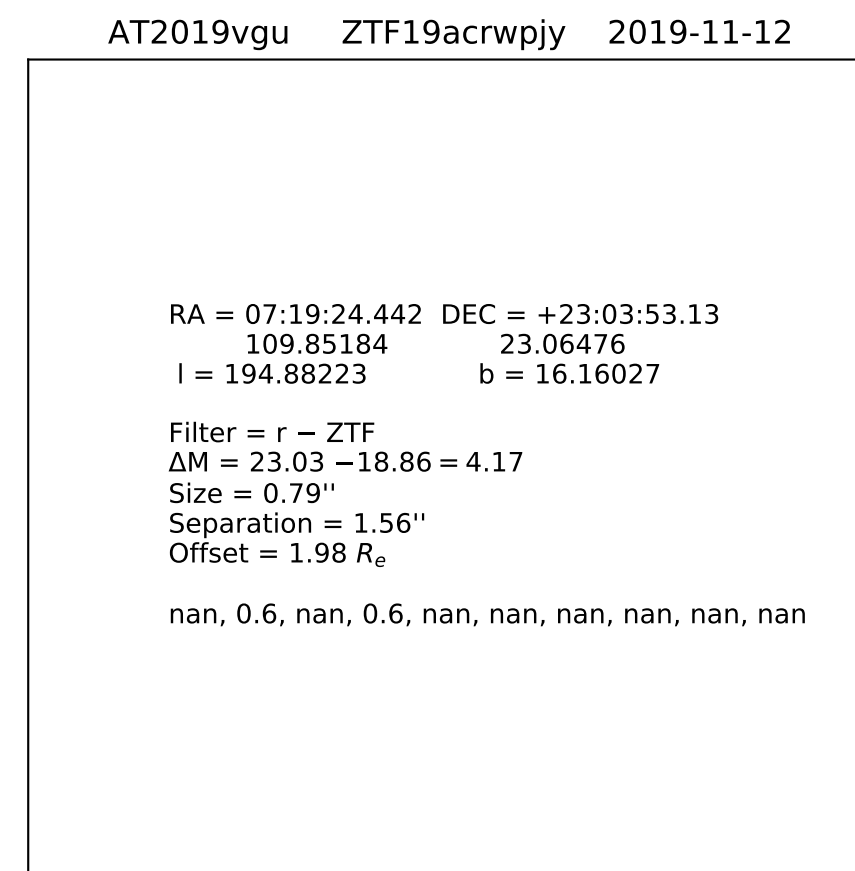 AT2019vgu ZTF19acrwpjy 2019-11-12
RA = 07:19:24.442 DEC = +23:03:53.13
109.85184 23.06476
l = 194.88223 b = 16.16027
Filter = r − ZTF
ΔM = 23.03 −18.86 = 4.17
Size = 0.79''
Separation = 1.56''
Offset = 1.98 Re
nan, 0.6, nan, 0.6, nan, nan, nan, nan, nan, nan